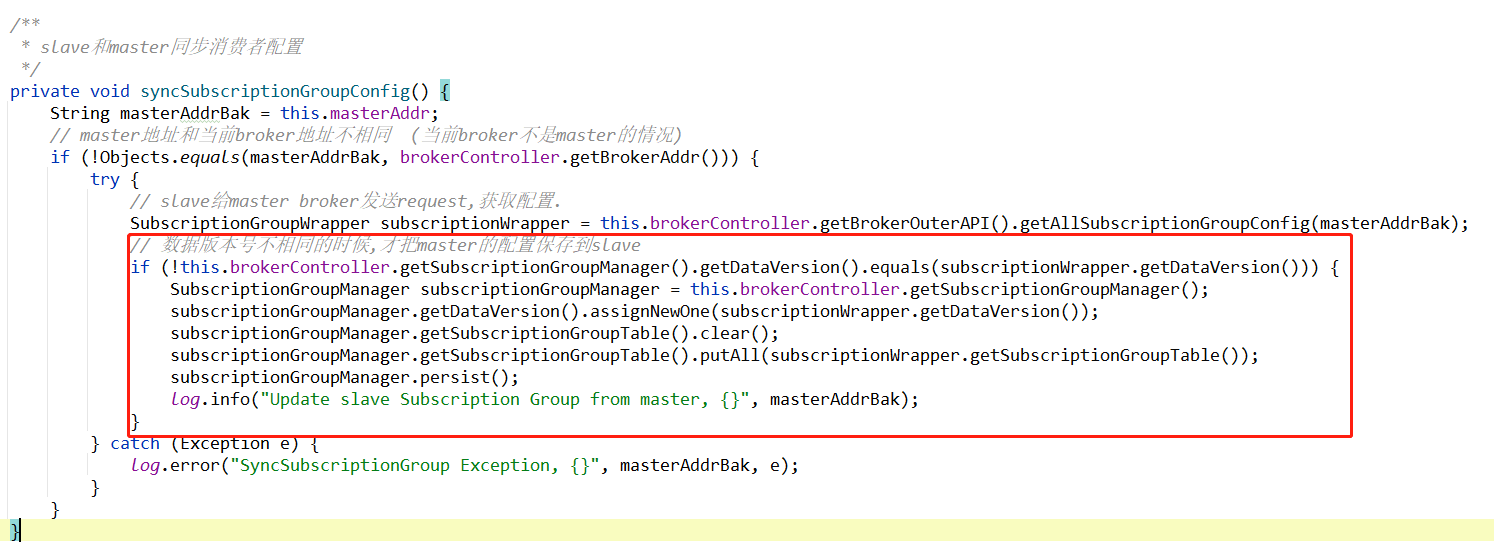 /**
 * slave和master同步消费者配置
 */
private void syncSubscriptionGroupConfig() {
    String masterAddrBak = this.masterAddr;
    // master地址和当前broker地址不相同 (当前broker不是master的情况)
    if (!Objects.equals(masterAddrBak, brokerController.getBrokerAddr())) {
        try {
            // slave给master broker发送request,获取配置.
            SubscriptionGroupWrapper subscriptionWrapper = this.brokerController.getBrokerOuterAPI().getAllSubscriptionGroupConfig(masterAddrBak);
            // 数据版本号不相同的时候,才把master的配置保存到slave
            if (!this.brokerController.getSubscriptionGroupManager().getDataVersion().equals(subscriptionWrapper.getDataVersion())) {
                SubscriptionGroupManager subscriptionGroupManager = this.brokerController.getSubscriptionGroupManager();
                subscriptionGroupManager.getDataVersion().assignNewOne(subscriptionWrapper.getDataVersion());
                subscriptionGroupManager.getSubscriptionGroupTable().clear();
                subscriptionGroupManager.getSubscriptionGroupTable().putAll(subscriptionWrapper.getSubscriptionGroupTable());
                subscriptionGroupManager.persist();
                log.info("Update slave Subscription Group from master, {}", masterAddrBak);
            }
        } catch (Exception e) {
            log.error("SyncSubscriptionGroup Exception, {}", masterAddrBak, e);
        }
    }
}